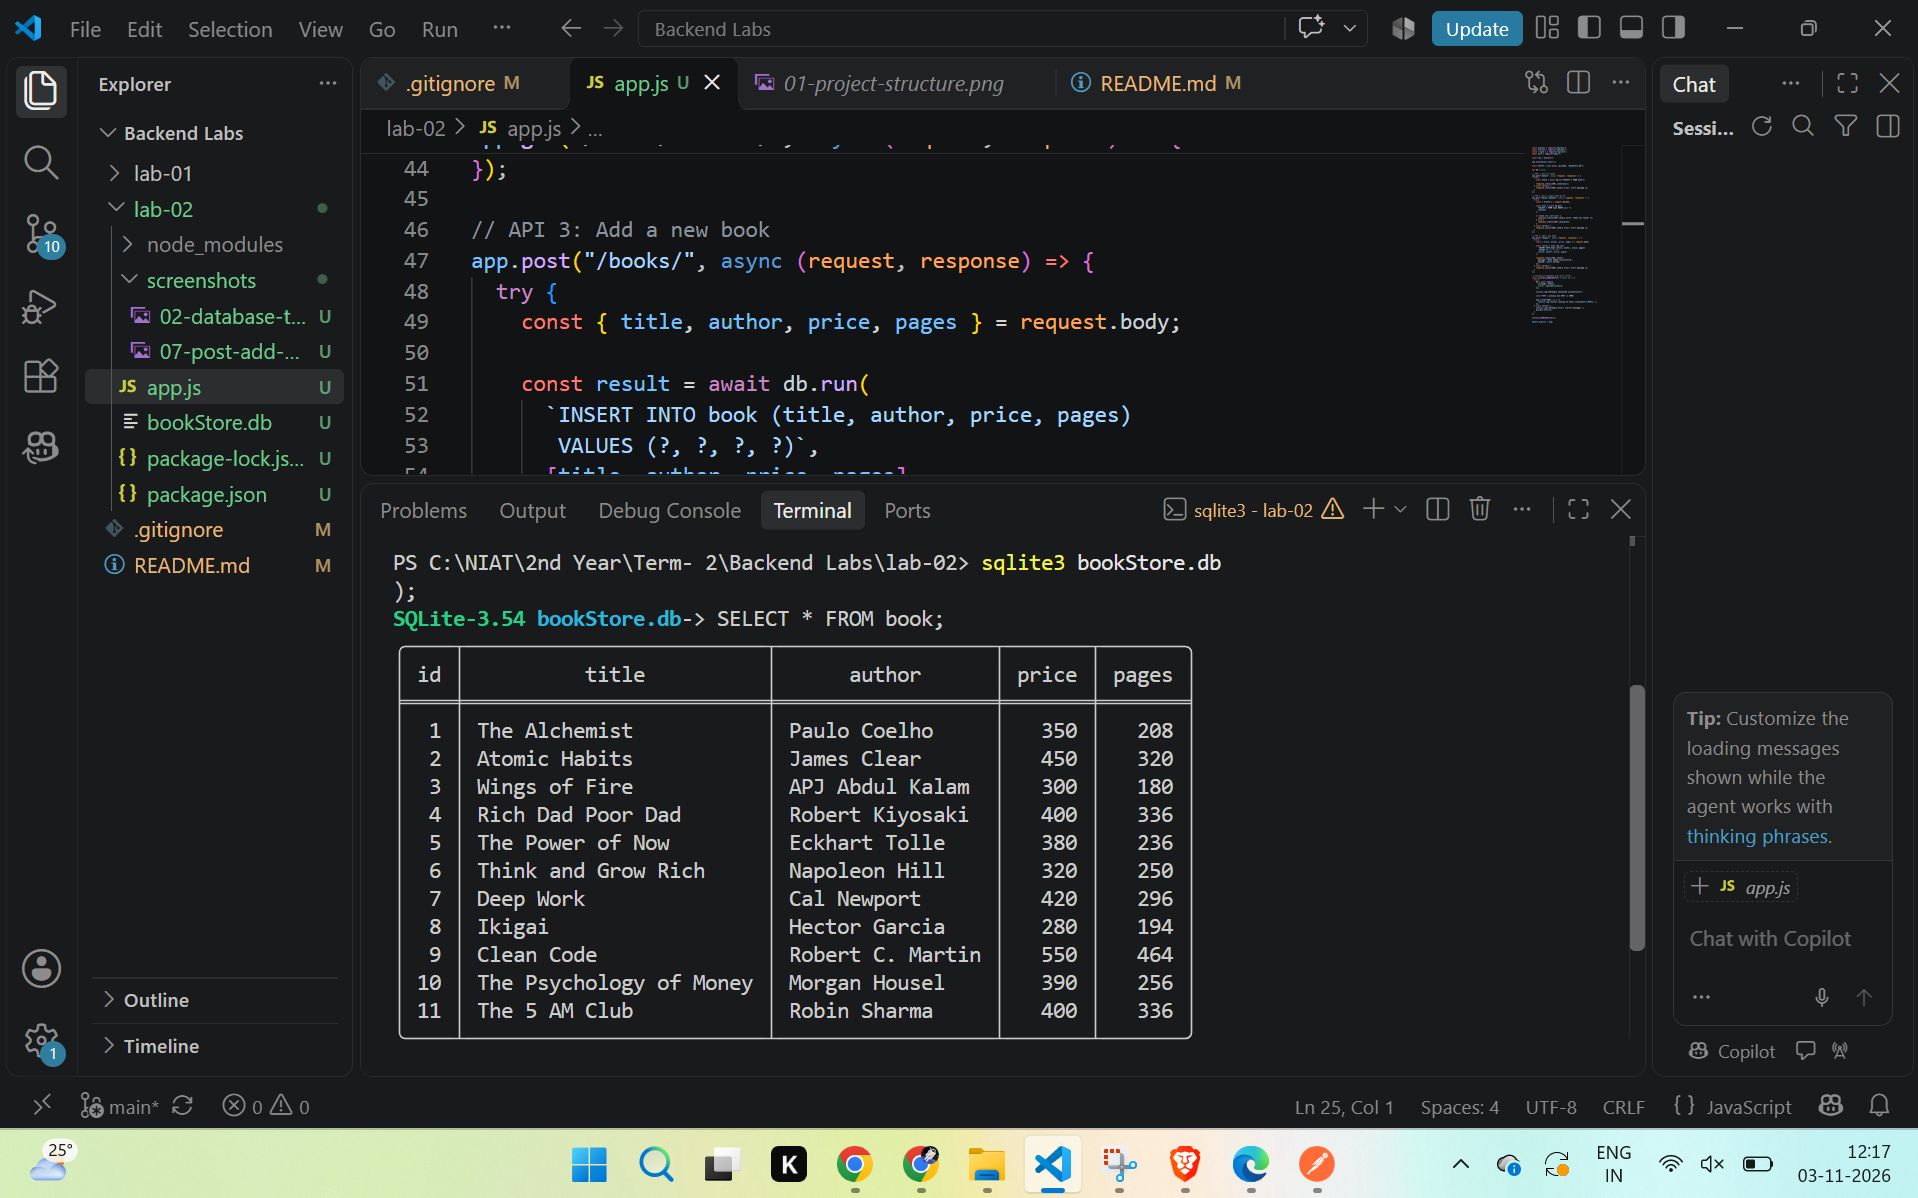 File Edit Selection View Go Run ... Backend Labs Update
Explorer ...
Backend Labs
lab-01
lab-02
node_modules
screenshots
02-database-t... U
07-post-add-... U
JS app.js U
bookStore.db U
{} package-lock.js... U
{} package.json U
.gitignore M
README.md M
Outline
Timeline
10
1
.gitignore M JS app.js U 01-project-structure.png README.md M ...
lab-02 > JS app.js > ...
44 });
45
46 // API 3: Add a new book
47 app.post("/books/", async (request, response) => {
48 try {
49 const { title, author, price, pages } = request.body;
50
51 const result = await db.run(
52 `INSERT INTO book (title, author, price, pages)
53 VALUES (?, ?, ?, ?)`,
54 [title, author, price, pages]
Problems Output Debug Console Terminal Ports sqlite3 - lab-02 ...
PS C:\NIAT\2nd Year\Term- 2\Backend Labs\lab-02> sqlite3 bookStore.db
);
SQLite-3.54 bookStore.db-> SELECT * FROM book;
id title author price pages
1 The Alchemist Paulo Coelho 350 208
2 Atomic Habits James Clear 450 320
3 Wings of Fire APJ Abdul Kalam 300 180
4 Rich Dad Poor Dad Robert Kiyosaki 400 336
5 The Power of Now Eckhart Tolle 380 236
6 Think and Grow Rich Napoleon Hill 320 250
7 Deep Work Cal Newport 420 296
8 Ikigai Hector Garcia 280 194
9 Clean Code Robert C. Martin 550 464
10 The Psychology of Money Morgan Housel 390 256
11 The 5 AM Club Robin Sharma 400 336
Chat ...
Sessi...
Tip: Customize the
loading messages
shown while the
agent works with
thinking phrases.
JS app.js
Chat with Copilot
...
Copilot
main* 0 0 Ln 25, Col 1 Spaces: 4 UTF-8 CRLF {} JavaScript
25°
K
ENG
IN
12:17
03-11-2026